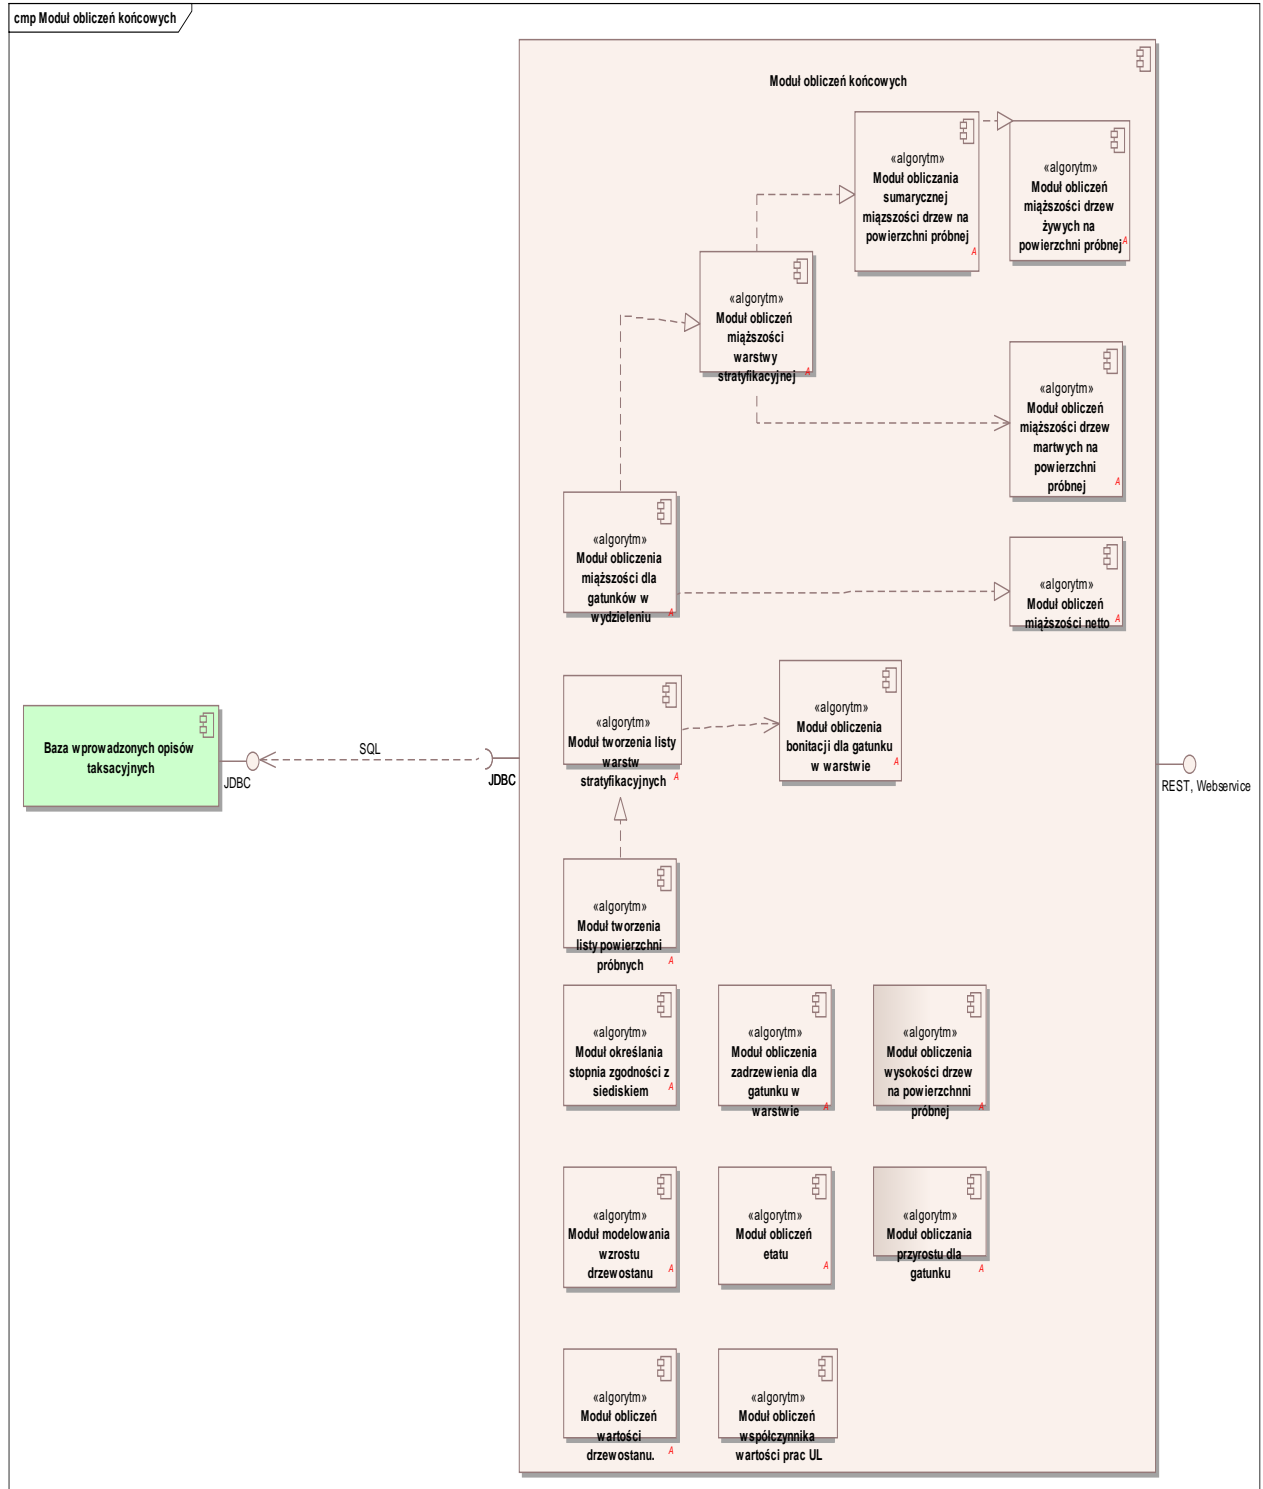 cmp Moduł obliczeń końcowych
Moduł obliczeń końcowych
«algorytm»
Moduł obliczania
sumarycznej
miązszości drzew na
powierzchni próbnej
A
«algorytm»
Moduł obliczeń
miąższości drzew
żywych na
powierzchni próbnej
A
«algorytm»
Moduł obliczeń
miąższości
warstwy
stratyfikacyjnej
A
«algorytm»
Moduł obliczeń
miąższości drzew
martwych na
powierzchni
próbnej
A
«algorytm»
Moduł obliczenia
miąższości dla
gatunków w
wydzieleniu
A
«algorytm»
Moduł obliczeń
miąższości netto
A
«algorytm»
Moduł tworzenia listy
warstw
stratyfikacyjnych
A
«algorytm»
Moduł obliczenia
bonitacji dla gatunku
w warstwie
A
Baza wprowadzonych opisów
taksacyjnych
JDBC
SQL
JDBC
REST, Webservice
«algorytm»
Moduł tworzenia
listy powierzchni
próbnych
A
«algorytm»
Moduł określania
stopnia zgodności z
siediskiem
A
«algorytm»
Moduł obliczenia
zadrzewienia dla
gatunku w
warstwie
A
«algorytm»
Moduł obliczenia
wysokości drzew
na powierzchnni
próbnej
A
«algorytm»
Moduł modelowania
wzrostu
drzewostanu
A
«algorytm»
Moduł obliczeń
etatu
A
«algorytm»
Moduł obliczania
przyrostu dla
gatunku
A
«algorytm»
Moduł obliczeń
wartości
drzewostanu.
A
«algorytm»
Moduł obliczeń
współczynnika
wartości prac UL